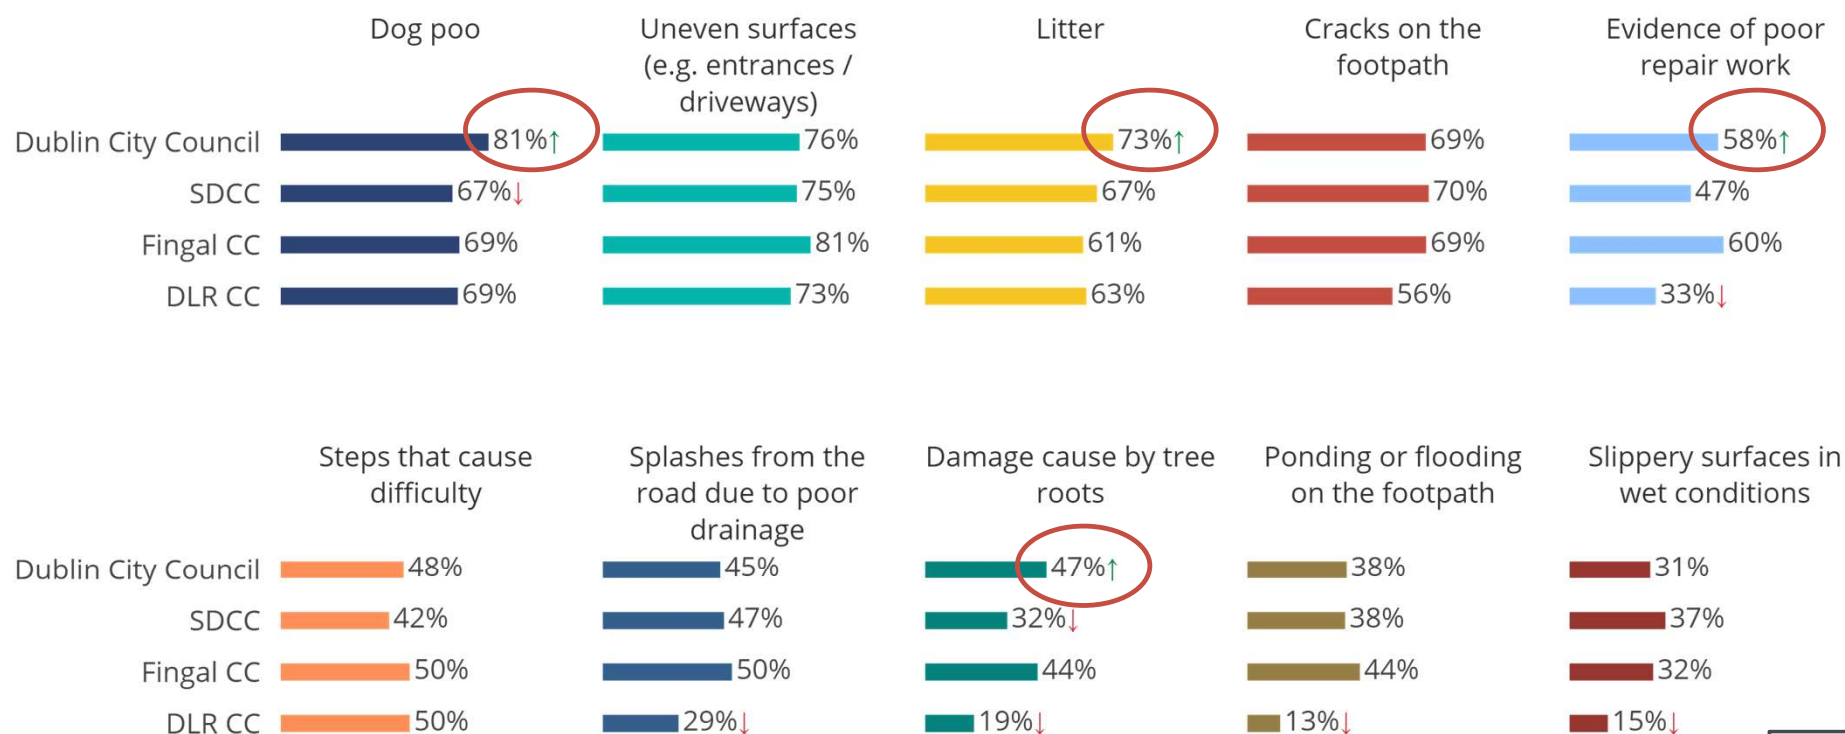 Dog poo
Uneven surfaces
(e.g. entrances /
driveways)
Litter
Cracks on the
footpath
Evidence of poor
repair work
Dublin City Council 81%↑ 76% 73%↑ 69% 58%↑
SDCC 67%↓ 75% 67% 70% 47%
Fingal CC 69% 81% 61% 69% 60%
DLR CC 69% 73% 63% 56% 33%↓
Steps that cause
difficulty
Splashes from the
road due to poor
drainage
Damage cause by tree
roots
Ponding or flooding
on the footpath
Slippery surfaces in
wet conditions
Dublin City Council 48% 45% 47%↑ 38% 31%
SDCC 42% 47% 32%↓ 38% 37%
Fingal CC 50% 50% 44% 44% 32%
DLR CC 50% 29%↓ 19%↓ 13%↓ 15%↓